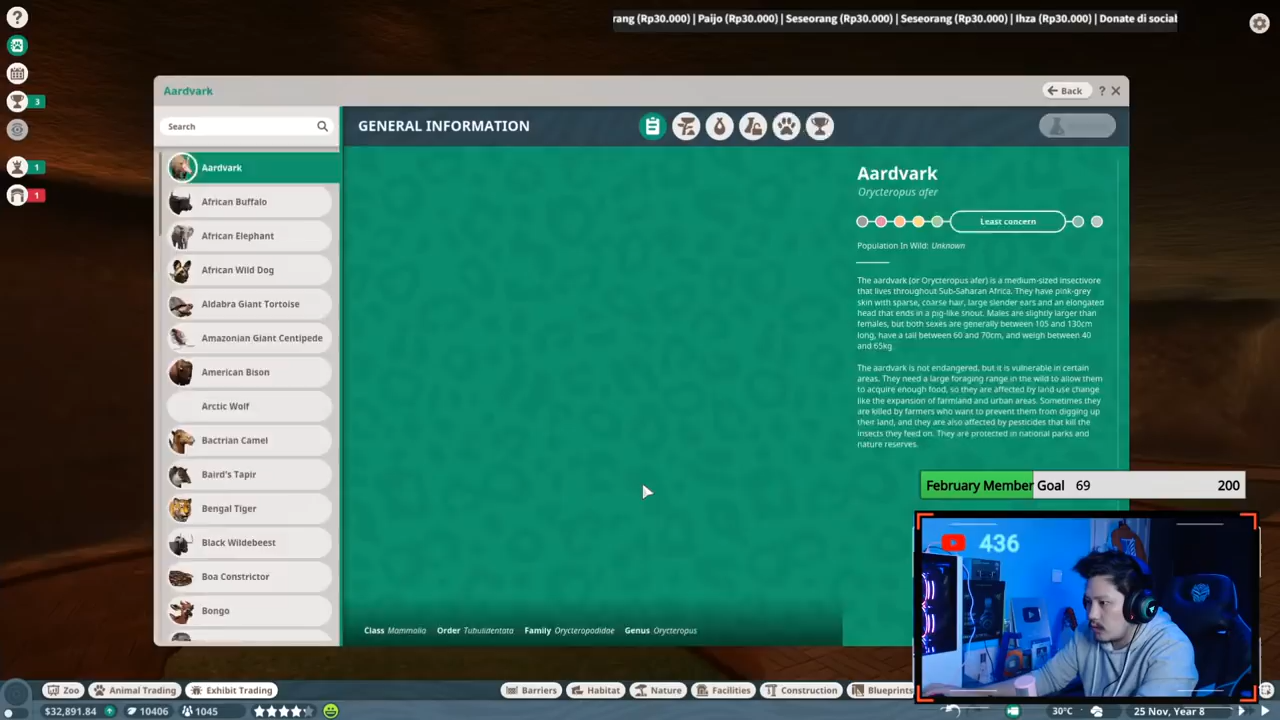 rang (Rp30.000) | Paijo (Rp30.000) | Seseorang (Rp30.000) | Seseorang (Rp30.000) | Ihza (Rp30.000) | Donate di social
?
3
1
1
Aardvark
Back
?
Search
GENERAL INFORMATION
Aardvark
African Buffalo
African Elephant
African Wild Dog
Aldabra Giant Tortoise
Amazonian Giant Centipede
American Bison
Arctic Wolf
Bactrian Camel
Baird's Tapir
Bengal Tiger
Black Wildebeest
Boa Constrictor
Bongo
Aardvark
Orycteropus afer
Least concern
Population In Wild: Unknown
The aardvark (or Orycteropus afer) is a medium-sized insectivore
that lives throughout Sub-Saharan Africa. They have pink-grey
skin with sparse, coarse hair, large slender ears and an elongated
head that ends in a pig-like snout. Males are slightly larger than
females, but both sexes are generally between 105 and 130cm
long, have a tail between 60 and 70cm, and weigh between 40
and 65kg.
The aardvark is not endangered, but it is vulnerable in certain
areas. They need a large foraging range in the wild to allow them
to acquire enough food, so they are affected by land use change
like the expansion of farmland and urban areas. Sometimes they
are killed by farmers who want to prevent them from digging up
their land, and they are also affected by pesticides that kill the
insects they feed on. They are protected in national parks and
nature reserves.
Class Mammalia Order Tubulidentata Family Orycteropodidae Genus Orycteropus
February Member Goal 69 200
436
Zoo Animal Trading Exhibit Trading Barriers Habitat Nature Facilities Construction Blueprints
$32,891.84 10406 1045 30°C 25 Nov, Year 8